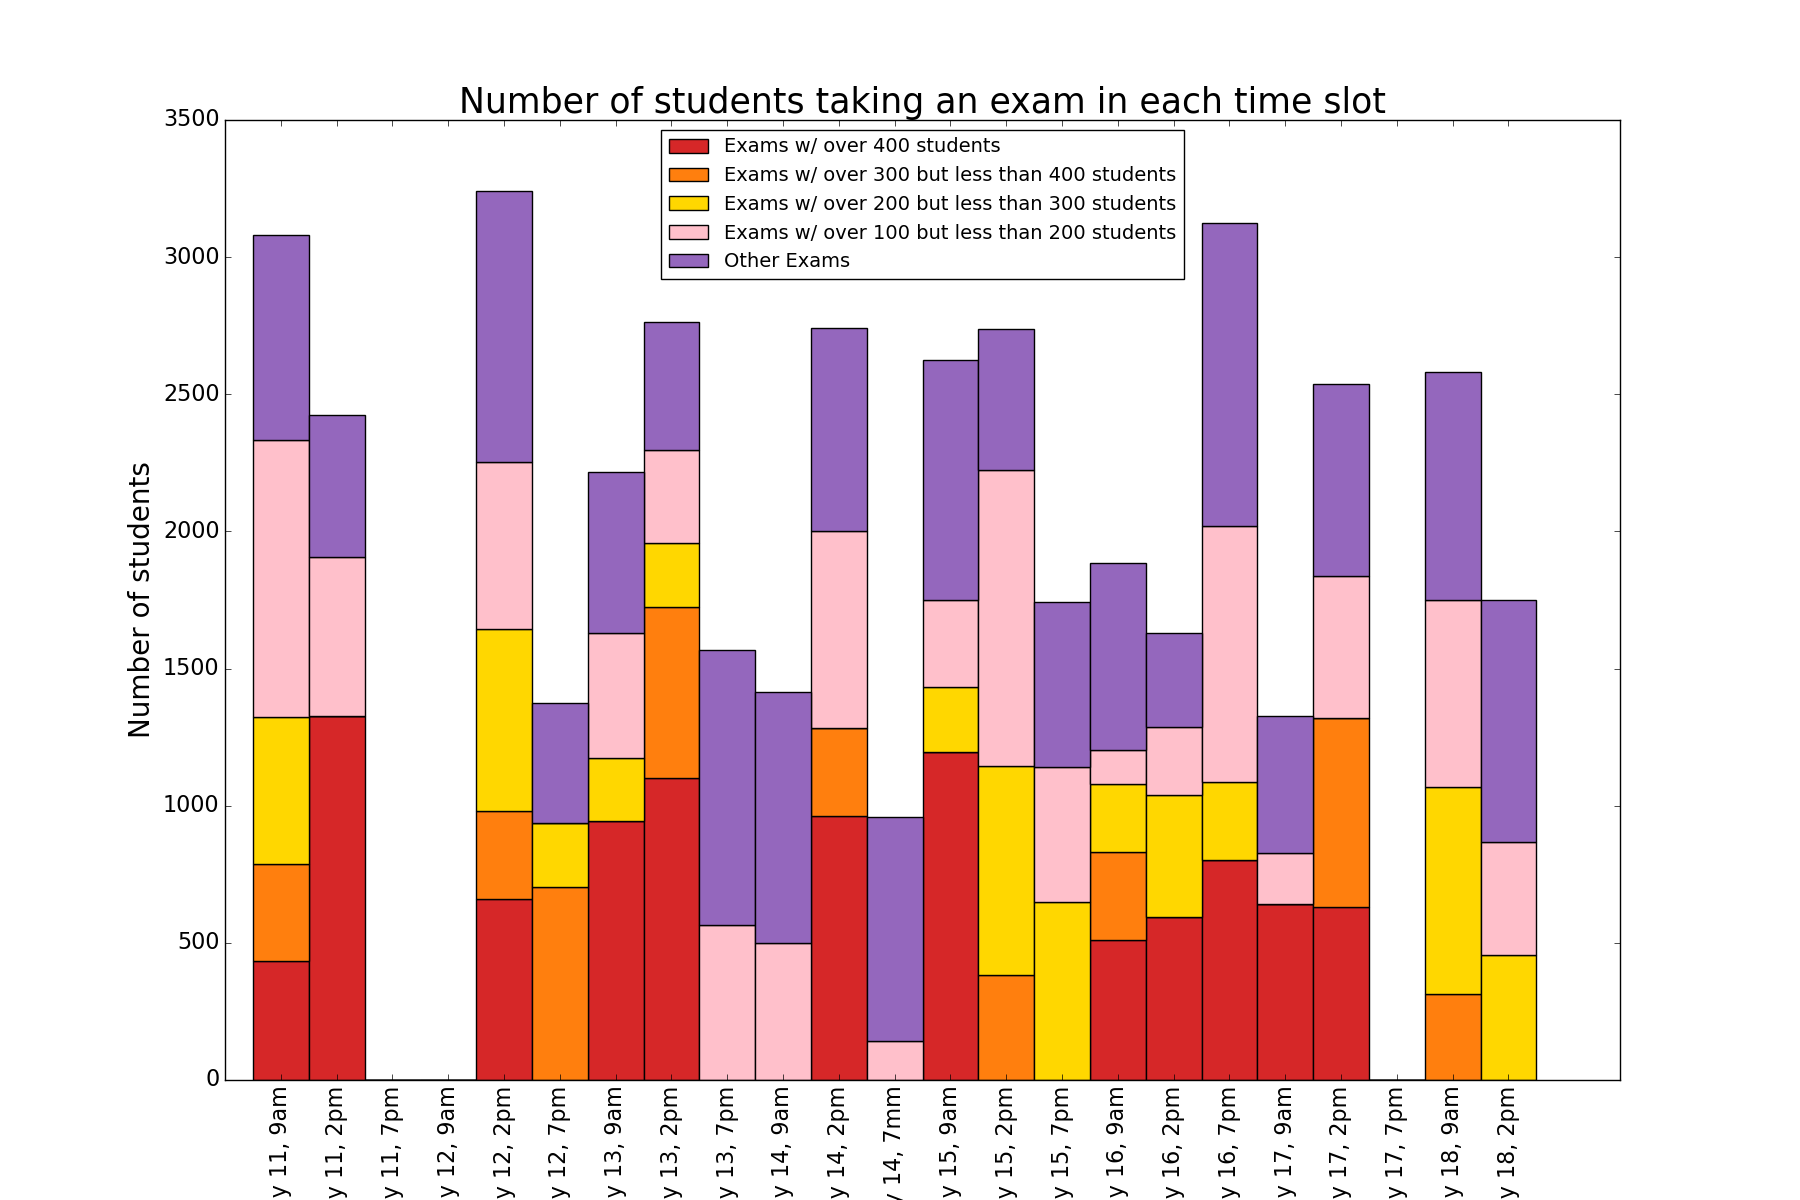 Number of students taking an exam in each time slot
Exams w/ over 400 students
Exams w/ over 300 but less than 400 students
Exams w/ over 200 but less than 300 students
Exams w/ over 100 but less than 200 students
Other Exams
Number of students
3500
3000
2500
2000
1500
1000
500
0
y 11, 9am
y 11, 2pm
y 11, 7pm
y 12, 9am
y 12, 2pm
y 12, 7pm
y 13, 9am
y 13, 2pm
y 13, 7pm
y 14, 9am
y 14, 2pm
y 14, 7mm
y 15, 9am
y 15, 2pm
y 15, 7pm
y 16, 9am
y 16, 2pm
y 16, 7pm
y 17, 9am
y 17, 2pm
y 17, 7pm
y 18, 9am
y 18, 2pm